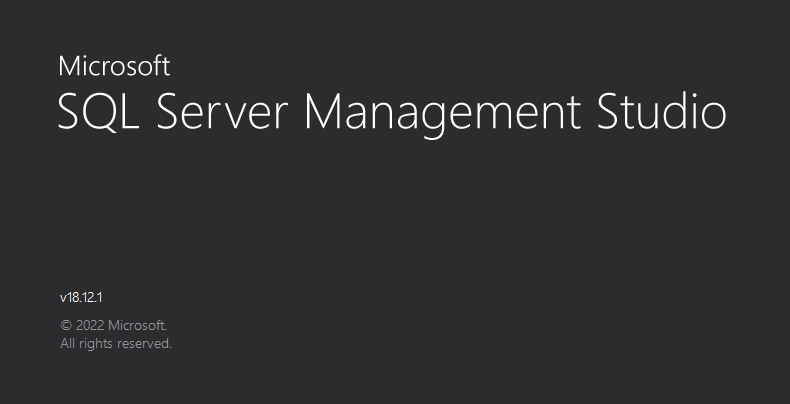 Microsoft
SQL Server Management Studio
v18.12.1
© 2022 Microsoft.
All rights reserved.